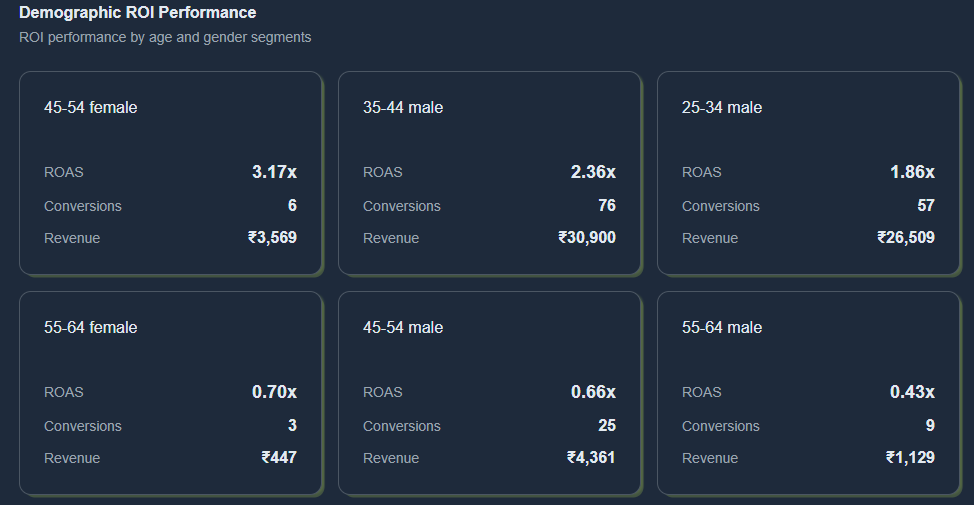 Demographic ROI Performance
ROI performance by age and gender segments
45-54 female
ROAS 3.17x
Conversions 6
Revenue ₹3,569
35-44 male
ROAS 2.36x
Conversions 76
Revenue ₹30,900
25-34 male
ROAS 1.86x
Conversions 57
Revenue ₹26,509
55-64 female
ROAS 0.70x
Conversions 3
Revenue ₹447
45-54 male
ROAS 0.66x
Conversions 25
Revenue ₹4,361
55-64 male
ROAS 0.43x
Conversions 9
Revenue ₹1,129